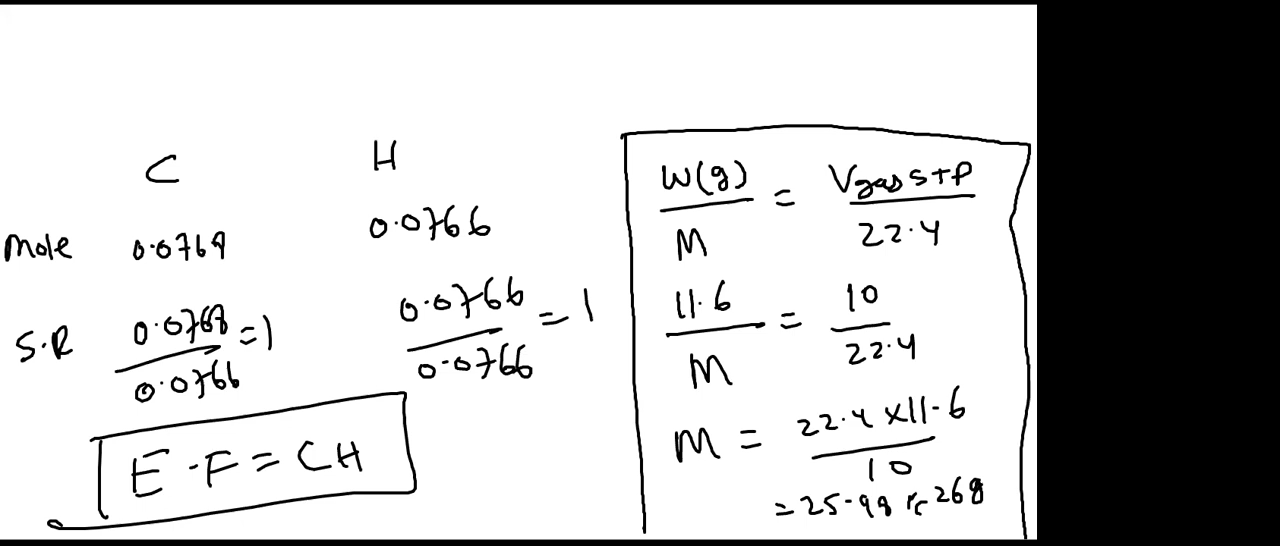 C H
Mole 0.0769 0.0766
S.R 0.0769/0.0766 = 1 0.0766/0.0766 = 1
E.F = CH
W(g)/M = Vgas STP/22.4
11.6/M = 10/22.4
M = 22.4 x 11.6/10
= 25.98 ≈ 26g